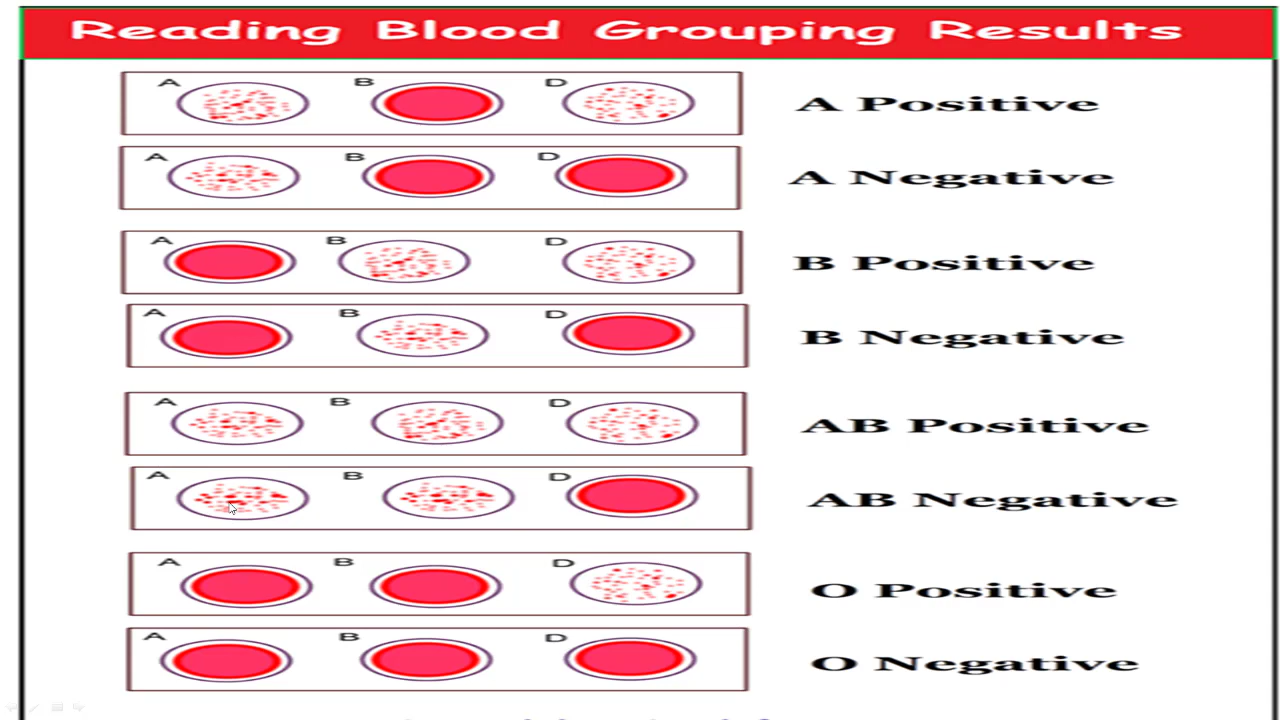 Reading Blood Grouping Results
A B D A Positive
A B D A Negative
A B D B Positive
A B D B Negative
A B D AB Positive
A B D AB Negative
A B D O Positive
A B D O Negative